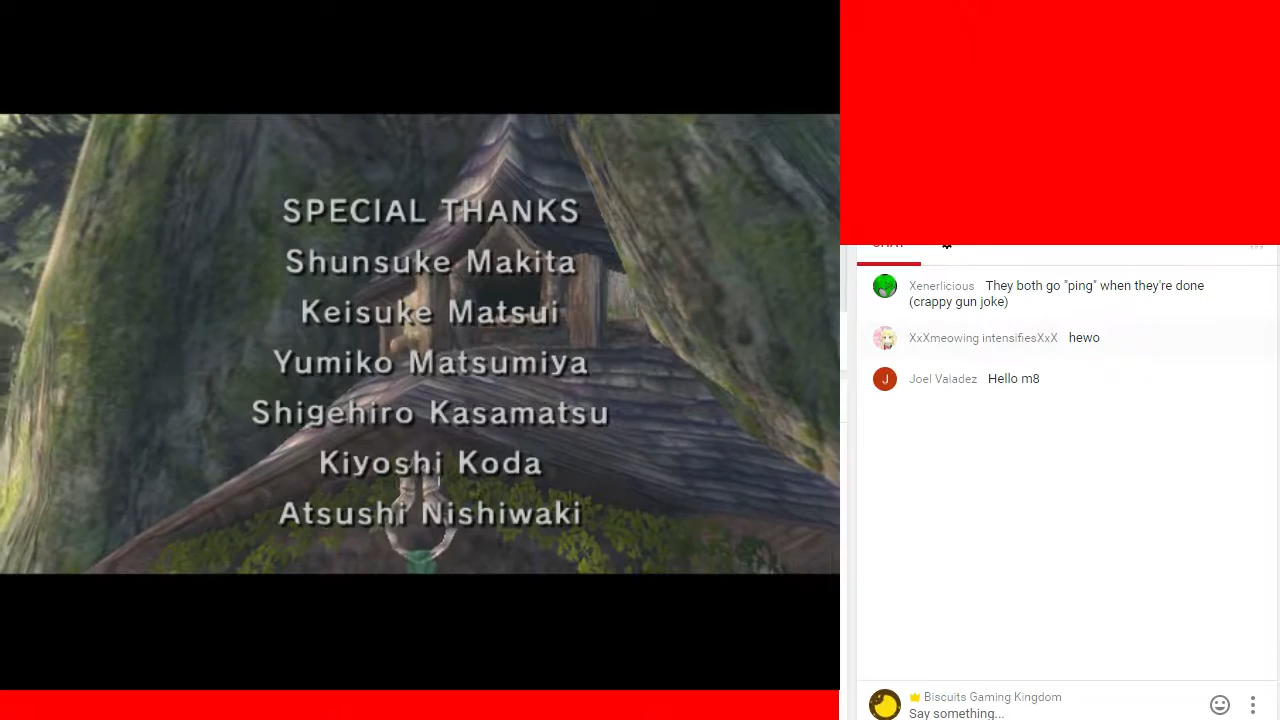 SPECIAL THANKS
Shunsuke Makita
Keisuke Matsui
Yumiko Matsumiya
Shigehiro Kasamatsu
Kiyoshi Koda
Atsushi Nishiwaki
Xenerlicious They both go "ping" when they're done
(crappy gun joke)
XxXmeowing intensifiesXxX hewo
J Joel Valadez Hello m8
Biscuits Gaming Kingdom
Say something...